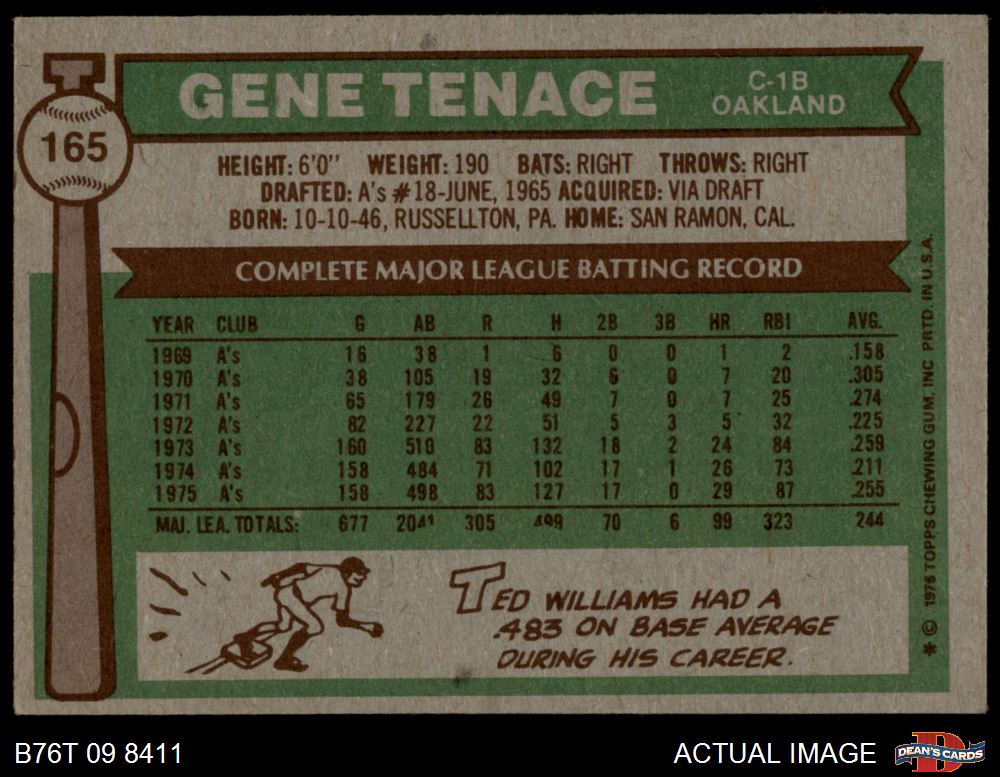 165
GENE TENACE
C-1B
OAKLAND
HEIGHT: 6'0" WEIGHT: 190 BATS: RIGHT THROWS: RIGHT
DRAFTED: A's #18-JUNE, 1965 ACQUIRED: VIA DRAFT
BORN: 10-10-46, RUSSELLTON, PA. HOME: SAN RAMON, CAL.
COMPLETE MAJOR LEAGUE BATTING RECORD
YEAR CLUB G AB R H 2B 3B HR RBI AVG.
1969 A's 16 38 1 6 0 0 1 2 .158
1970 A's 38 105 19 32 6 0 7 20 .305
1971 A's 65 179 26 49 7 0 7 25 .274
1972 A's 82 227 22 51 5 3 5 32 .225
1973 A's 160 510 83 132 18 2 24 84 .259
1974 A's 158 484 71 102 17 1 26 73 .211
1975 A's 158 498 83 127 17 0 29 87 .255
MAJ. LEA. TOTALS: 677 2041 305 499 70 6 99 323 .244
TED WILLIAMS HAD A
.483 ON BASE AVERAGE
DURING HIS CAREER.
* © 1976 TOPPS CHEWING GUM, INC PRTD. IN U.S.A.
B76T 09 8411
ACTUAL IMAGE
D
DEAN'S CARDS